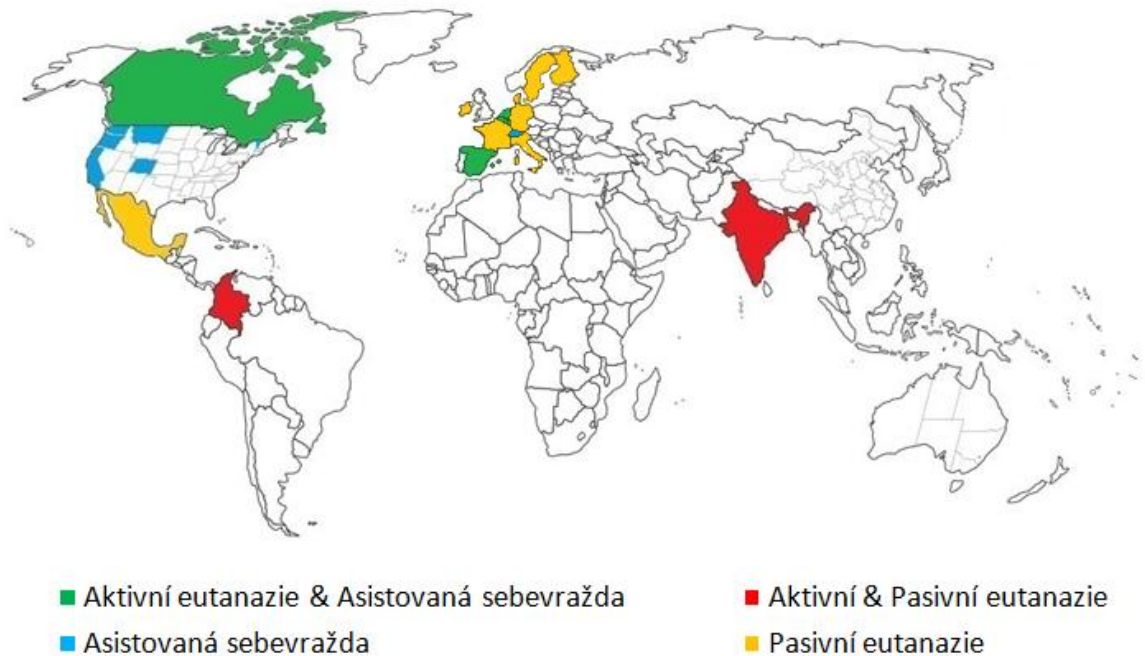 Aktivní eutanazie & Asistovaná sebevražda
Aktivní & Pasivní eutanazie
Asistovaná sebevražda
Pasivní eutanazie